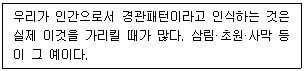 우리가 인간으로서 경관패턴이라고 인식하는 것은
실제 이것을 가리킬 때가 많다. 삼림·초원·사막 등
이 그 예이다.